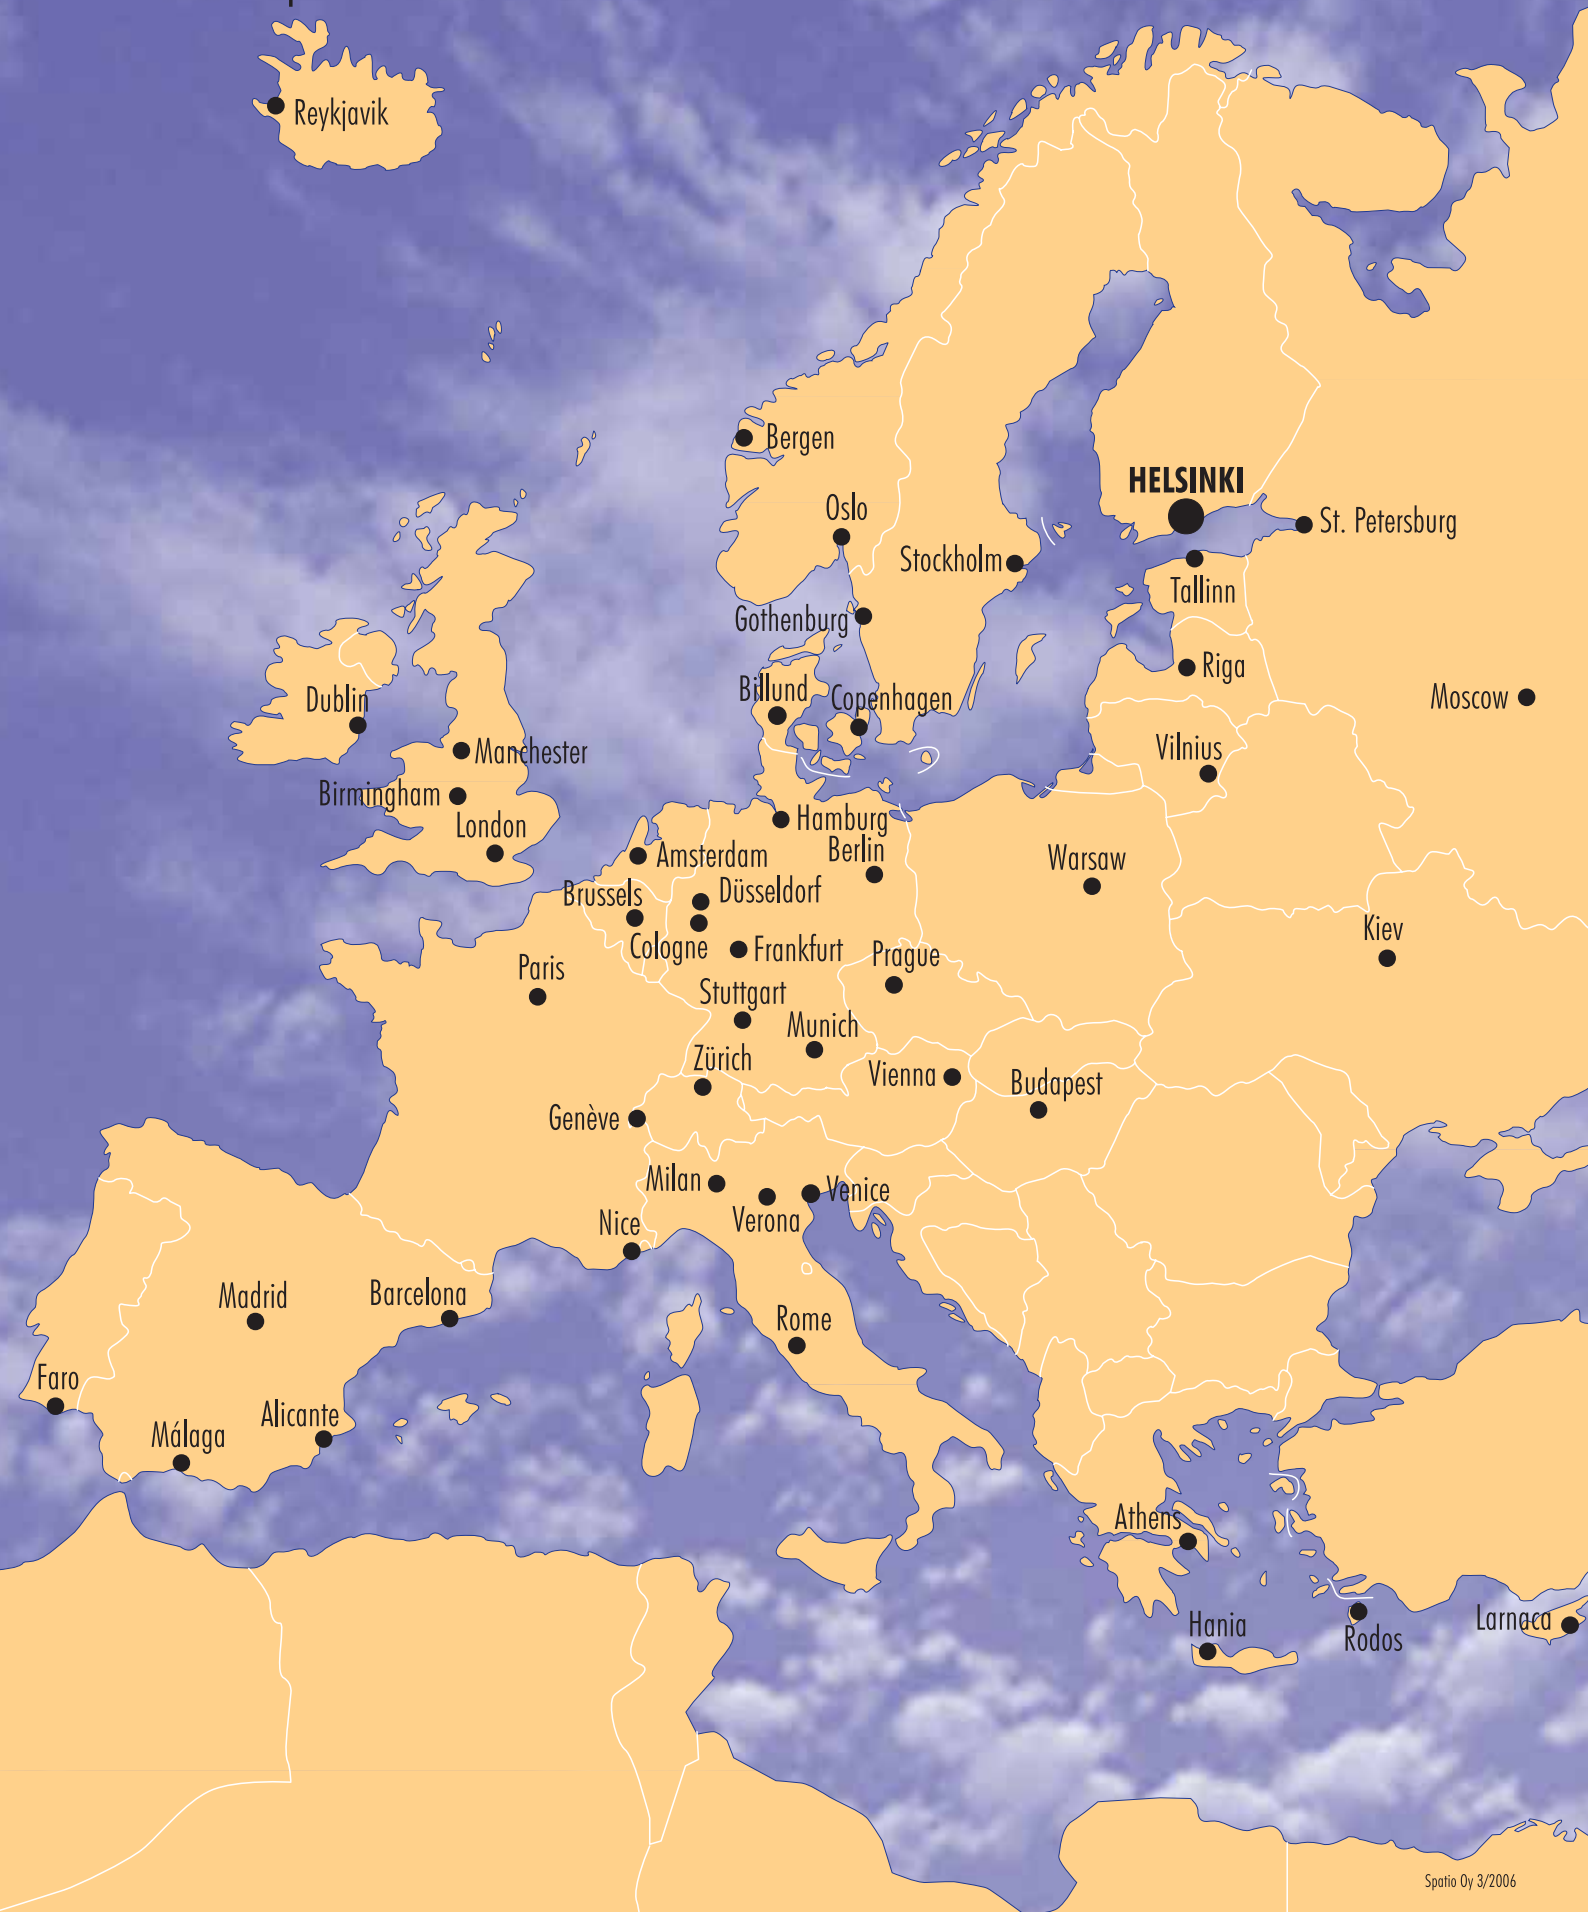 Reykjavik
Bergen
HELSINKI
Oslo
St. Petersburg
Stockholm
Tallinn
Gothenburg
Riga
Billund
Copenhagen
Moscow
Dublin
Vilnius
Manchester
Birmingham
London
Hamburg
Berlin
Amsterdam
Warsaw
Brussels
Düsseldorf
Kiev
Cologne
Frankfurt
Prague
Paris
Stuttgart
Munich
Zürich
Vienna
Budapest
Genève
Milan
Venice
Verona
Nice
Madrid
Barcelona
Rome
Faro
Alicante
Málaga
Athens
Hania
Rodos
Larnaca
Spatio Oy 3/2006